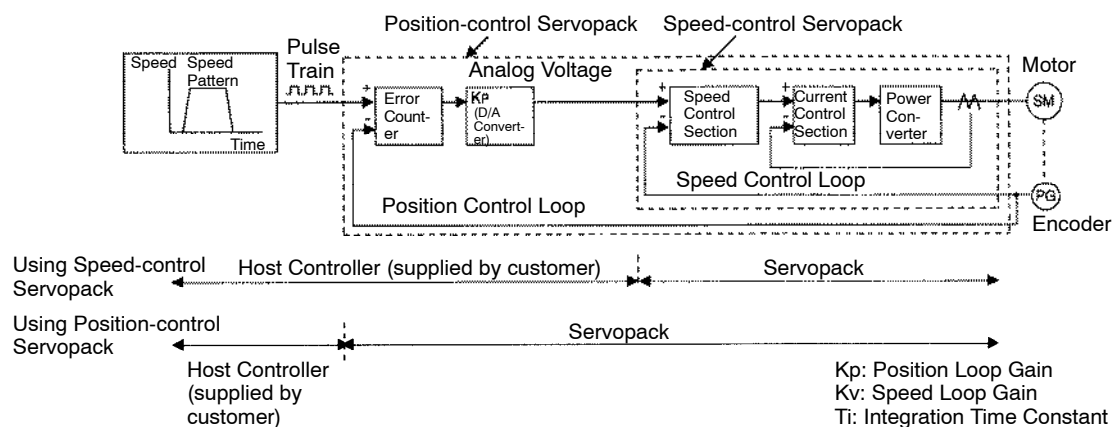 Position-control Servopack
Speed-control Servopack
Pulse
Train
Analog Voltage
Motor
Speed
Speed
Pattern
Time
+
-
Error
Count-
er
Kp
(D/A
Convert-
er)
+
-
Speed
Control
Section
+
-
Current
Control
Section
Power
Con-
verter
SM
Speed Control Loop
Position Control Loop
PG
Encoder
Using Speed-control
Servopack
Host Controller (supplied by customer)
Servopack
Using Position-control
Servopack
Servopack
Host Controller
(supplied by
customer)
Kp: Position Loop Gain
Kv: Speed Loop Gain
Ti: Integration Time Constant